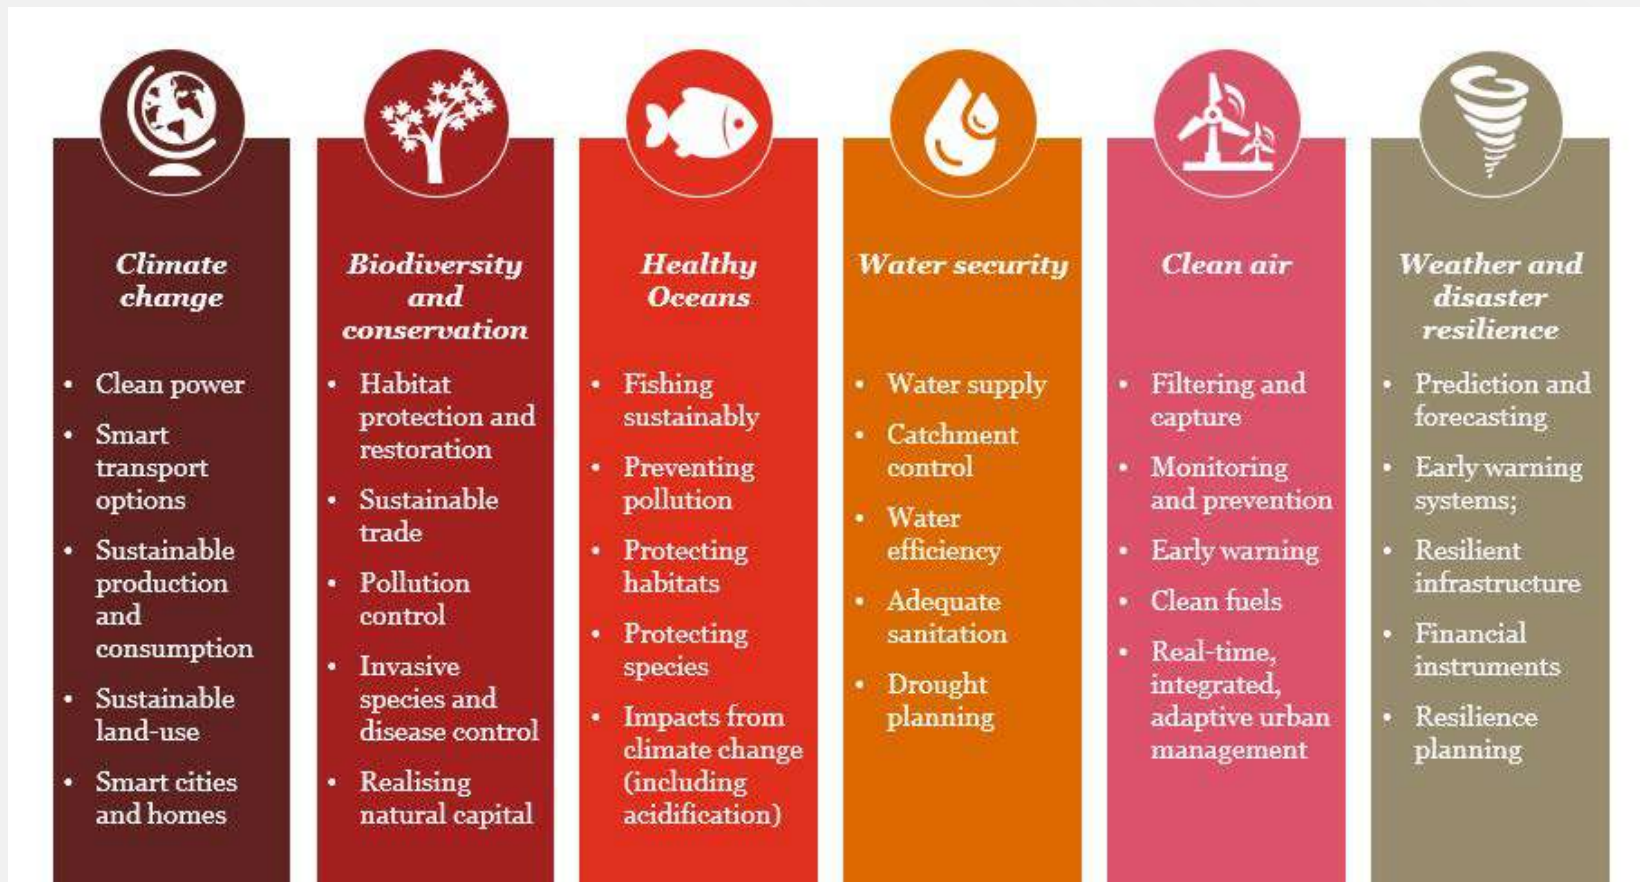 Climate
change
• Clean power
• Smart
transport
options
• Sustainable
production
and
consumption
• Sustainable
land-use
• Smart cities
and homes
Biodiversity
and
conservation
• Habitat
protection and
restoration
• Sustainable
trade
• Pollution
control
• Invasive
species and
disease control
• Realising
natural capital
Healthy
Oceans
• Fishing
sustainably
• Preventing
pollution
• Protecting
habitats
• Protecting
species
• Impacts from
climate change
(including
acidification)
Water security
• Water supply
• Catchment
control
• Water
efficiency
• Adequate
sanitation
• Drought
planning
Clean air
• Filtering and
capture
• Monitoring
and prevention
• Early warning
• Clean fuels
• Real-time,
integrated,
adaptive urban
management
Weather and
disaster
resilience
• Prediction and
forecasting
• Early warning
systems;
• Resilient
infrastructure
• Financial
instruments
• Resilience
planning